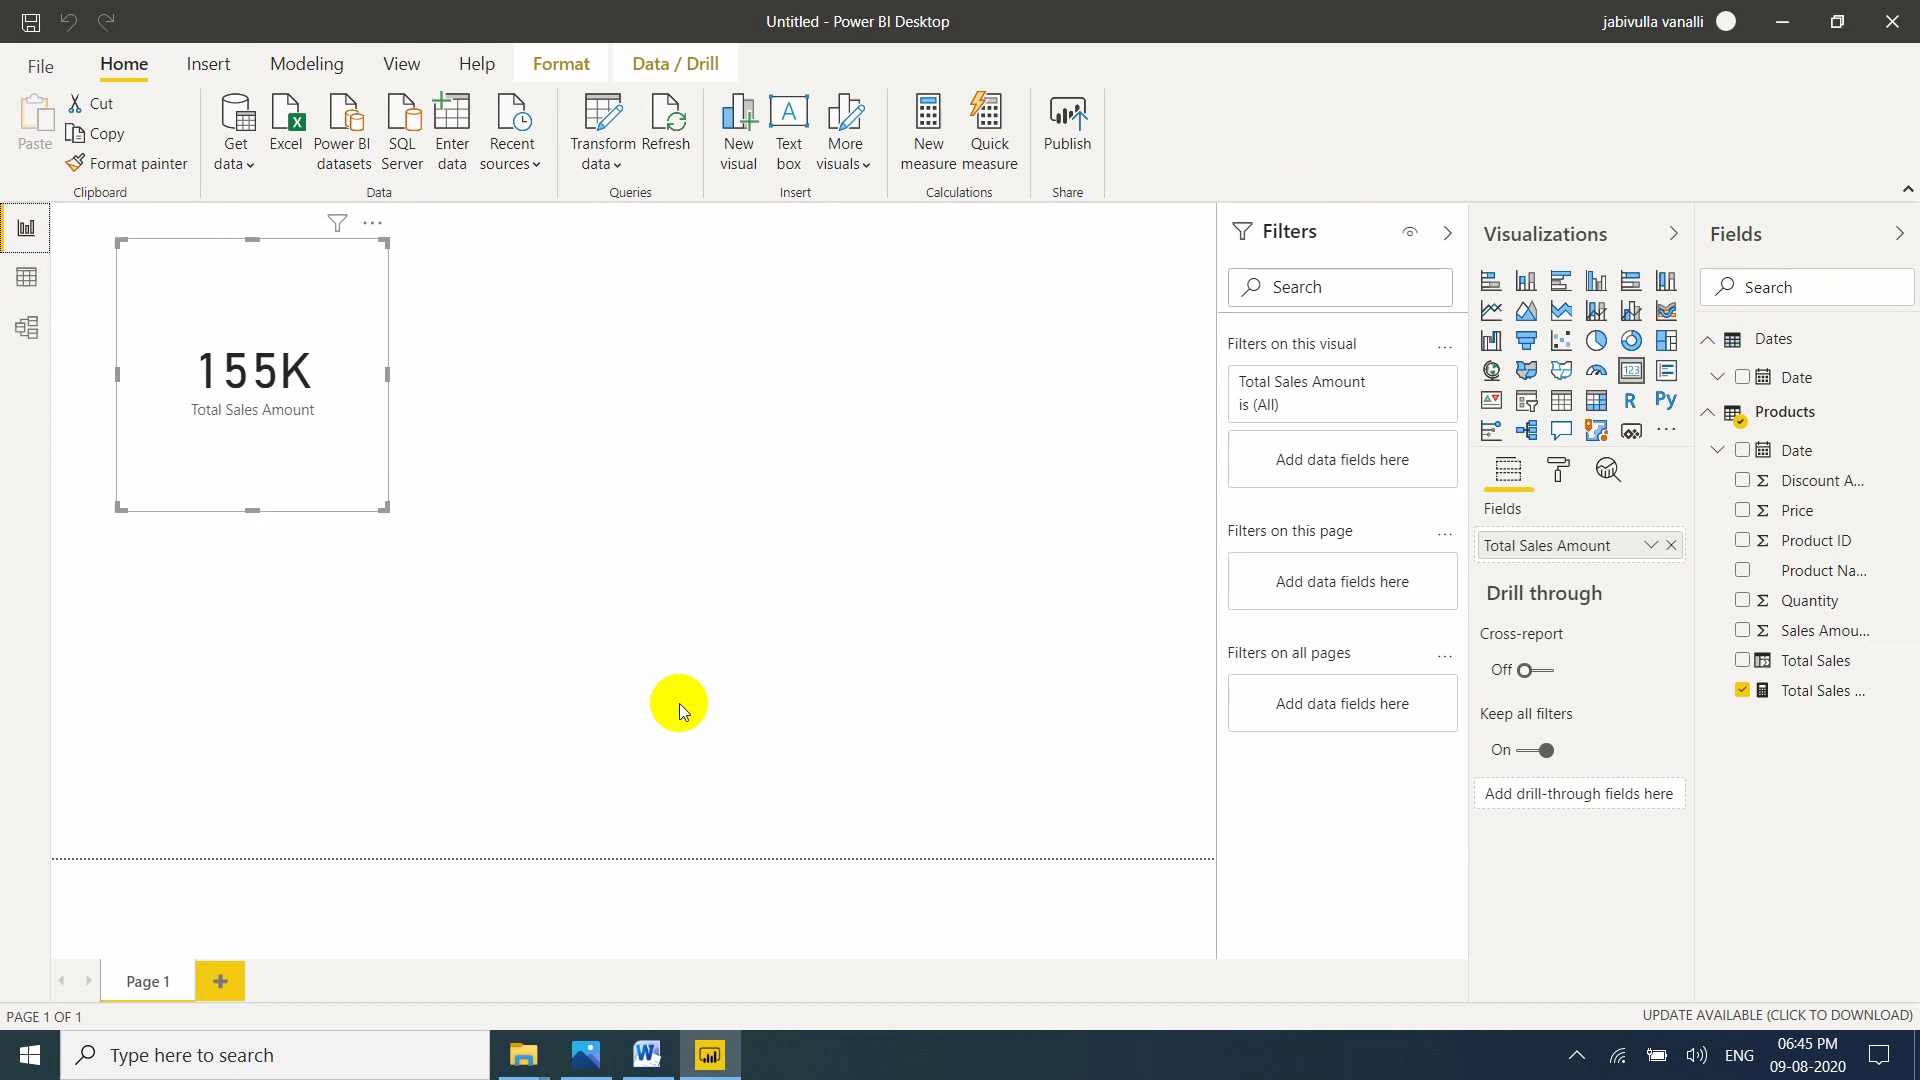 Untitled - Power BI Desktop
jabivulla vanalli
File
Home
Insert
Modeling
View
Help
Format
Data / Drill
Paste
Cut
Copy
Format painter
Clipboard
Get data
Excel
Power BI datasets
SQL Server
Enter data
Recent sources
Data
Transform data
Refresh
Queries
New visual
Text box
More visuals
Insert
New measure
Quick measure
Calculations
Publish
Share
155K
Total Sales Amount
Filters
Search
Filters on this visual
...
Total Sales Amount
is (All)
Add data fields here
Filters on this page
...
Add data fields here
Filters on all pages
...
Add data fields here
Visualizations
R
Py
123
...
Fields
Total Sales Amount
Drill through
Cross-report
Off
Keep all filters
On
Add drill-through fields here
Fields
Search
Dates
Date
Products
Date
Discount A...
Price
Product ID
Product Na...
Quantity
Sales Amou...
Total Sales
Total Sales ...
Page 1
PAGE 1 OF 1
UPDATE AVAILABLE (CLICK TO DOWNLOAD)
Type here to search
ENG
06:45 PM
09-08-2020